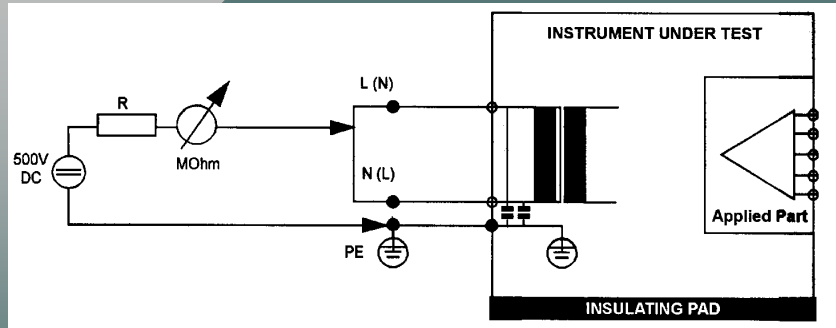 INSTRUMENT UNDER TEST
L (N)
R
MOhm
500V
DC
N (L)
Applied Part
PE
INSULATING PAD